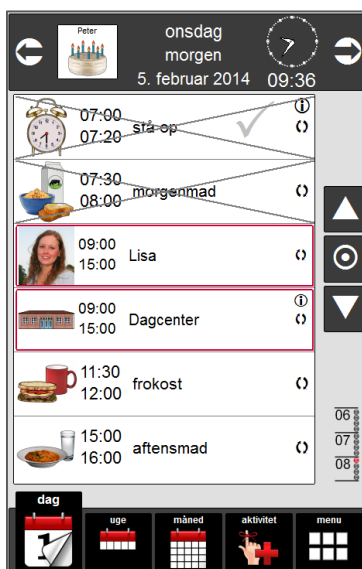 Peter
onsdag
morgen
5. februar 2014
09:36
07:00
07:20
stå op
07:30
08:00
morgenmad
09:00
15:00
Lisa
09:00
15:00
Dagcenter
11:30
12:00
frokost
15:00
16:00
aftensmad
06
07
08
dag
1
uge
måned
aktivitet
menu